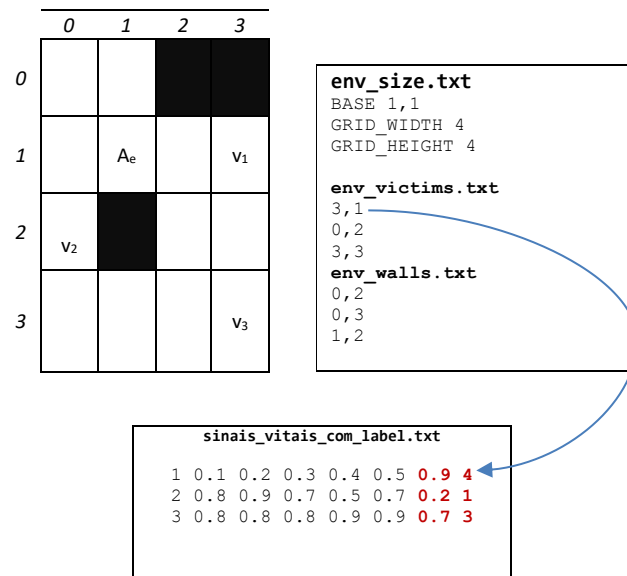 0 1 2 3
0
1 Aₑ v₁
2 v₂
3 v₃
env_size.txt
BASE 1,1
GRID_WIDTH 4
GRID_HEIGHT 4
env_victims.txt
3,1
0,2
3,3
env_walls.txt
0,2
0,3
1,2
sinais_vitais_com_label.txt
1 0.1 0.2 0.3 0.4 0.5 0.9 4
2 0.8 0.9 0.7 0.5 0.7 0.2 1
3 0.8 0.8 0.8 0.9 0.9 0.7 3